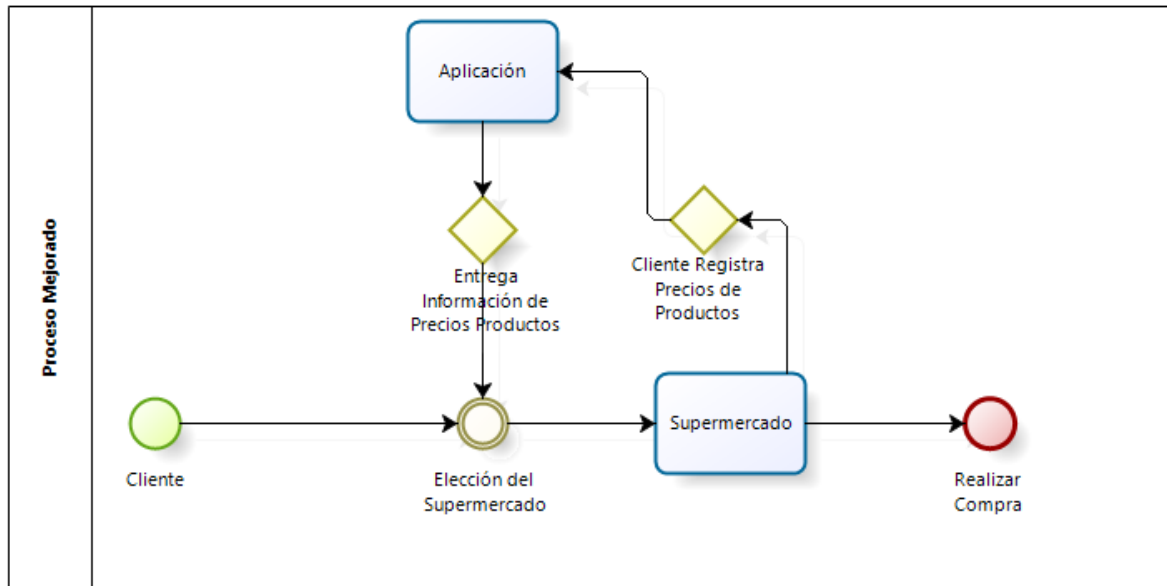 Proceso Mejorado
Aplicación
Entrega
Información de
Precios Productos
Cliente Registra
Precios de
Productos
Cliente
Elección del
Supermercado
Supermercado
Realizar
Compra